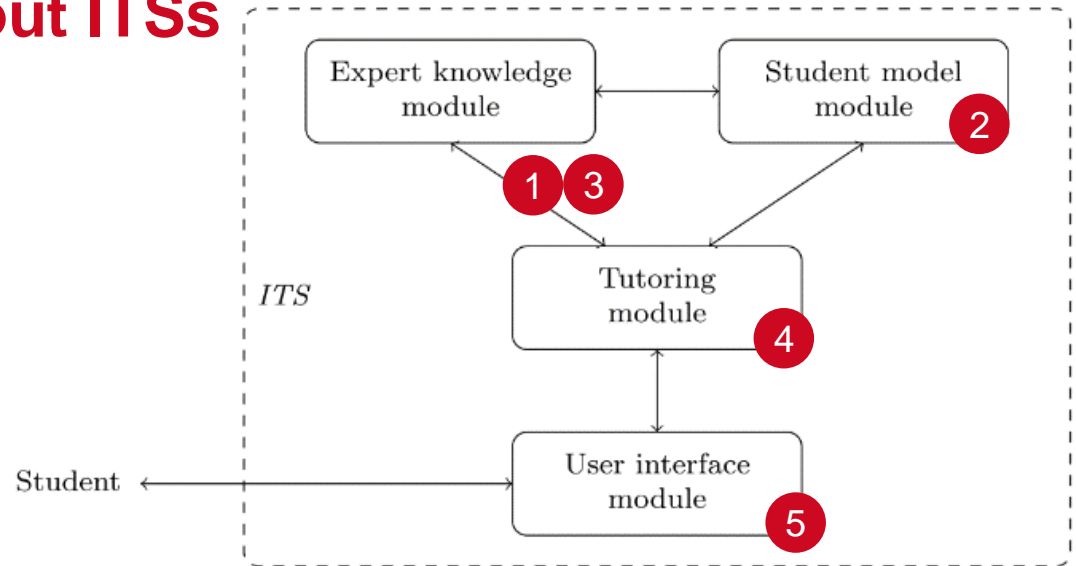 out ITSs
Expert knowledge
module
Student model
module
2
1 3
ITS
Tutoring
module
4
Student
User interface
module
5